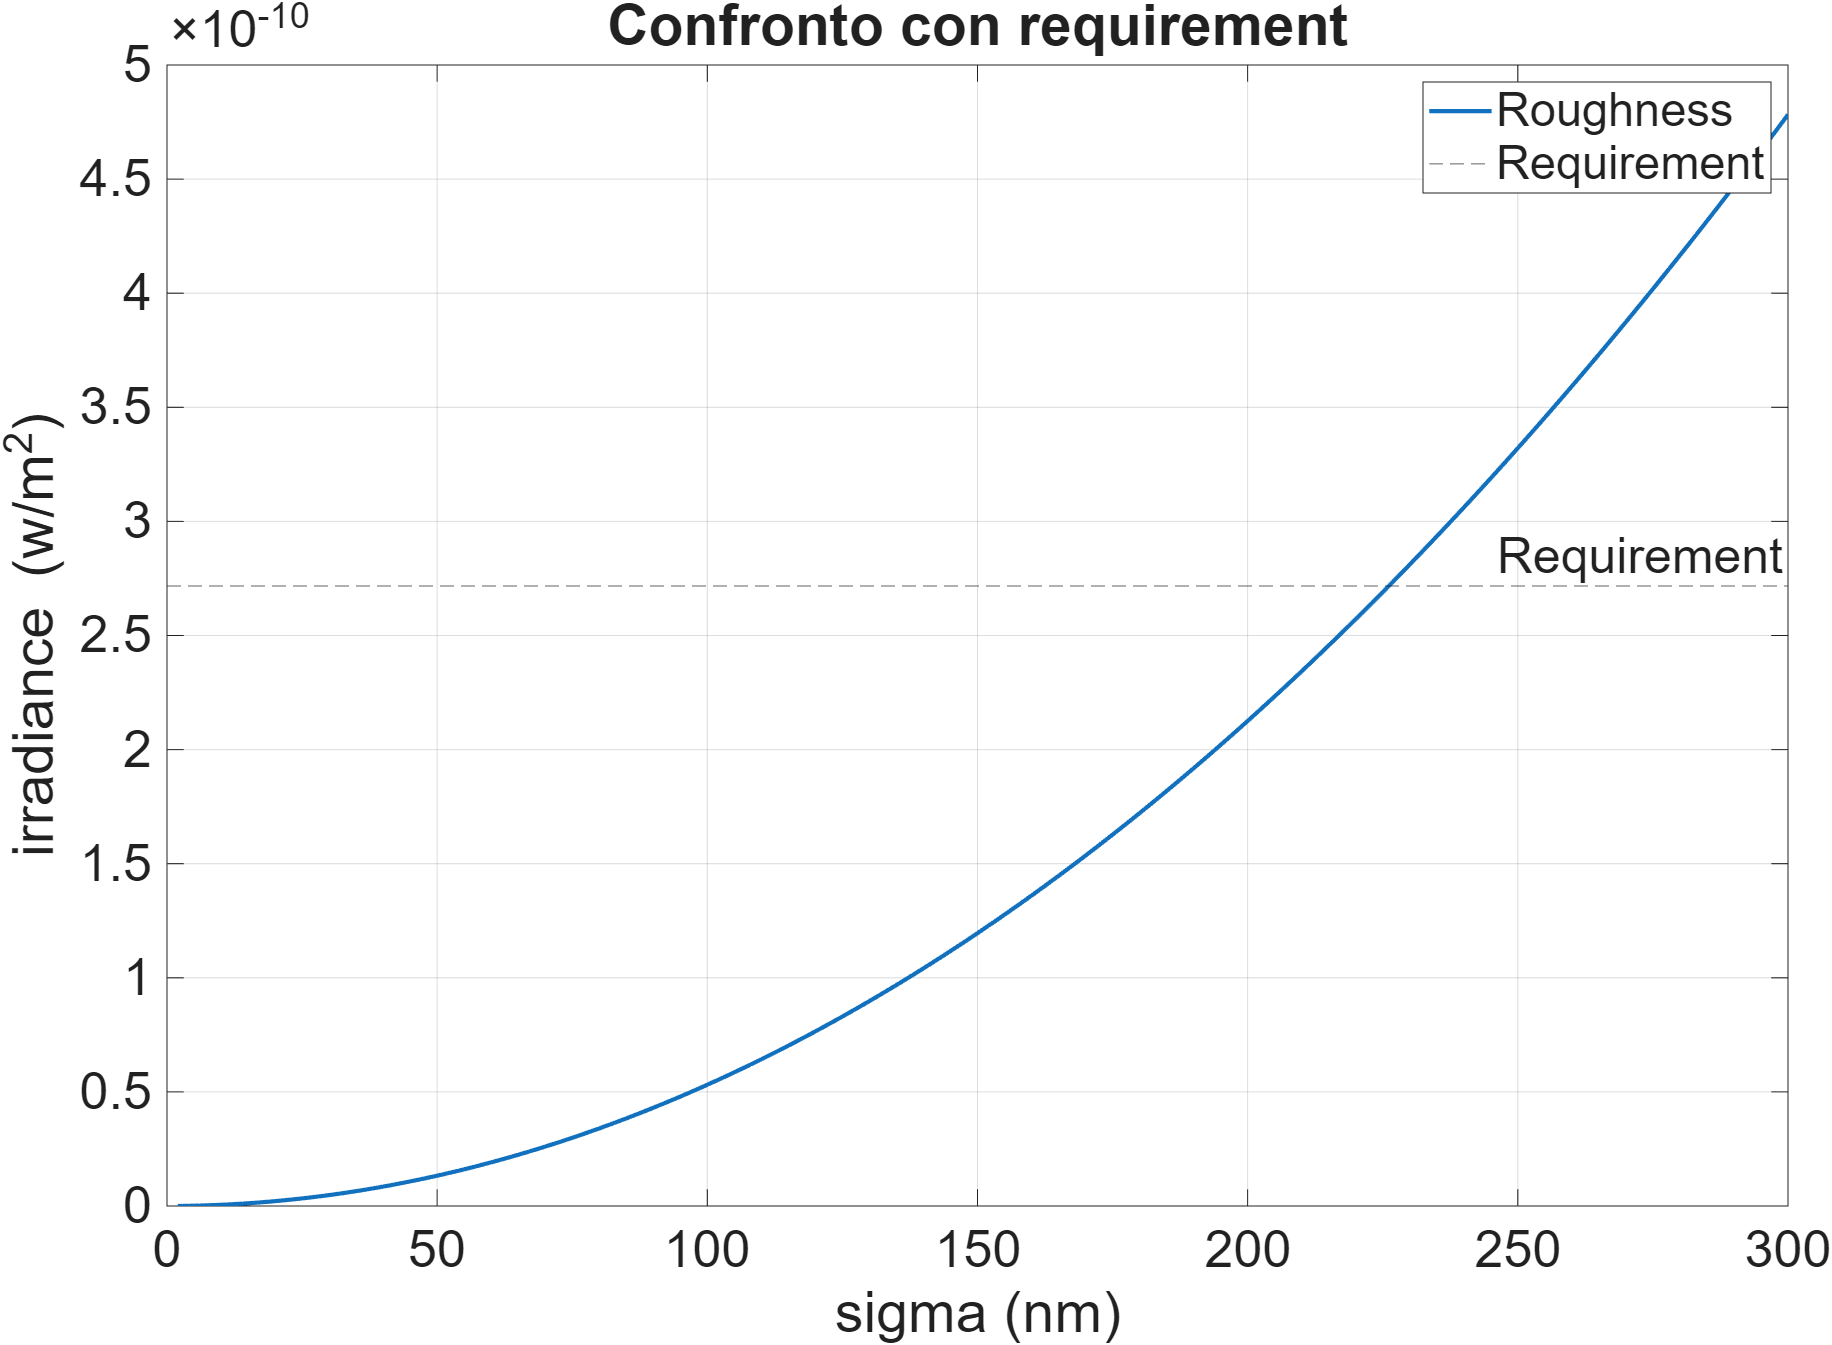 Confronto con requirement
×10⁻¹⁰
5
4.5
4
3.5
3
2.5
2
1.5
1
0.5
0
irradiance (w/m²)
Roughness
Requirement
Requirement
0 50 100 150 200 250 300
sigma (nm)